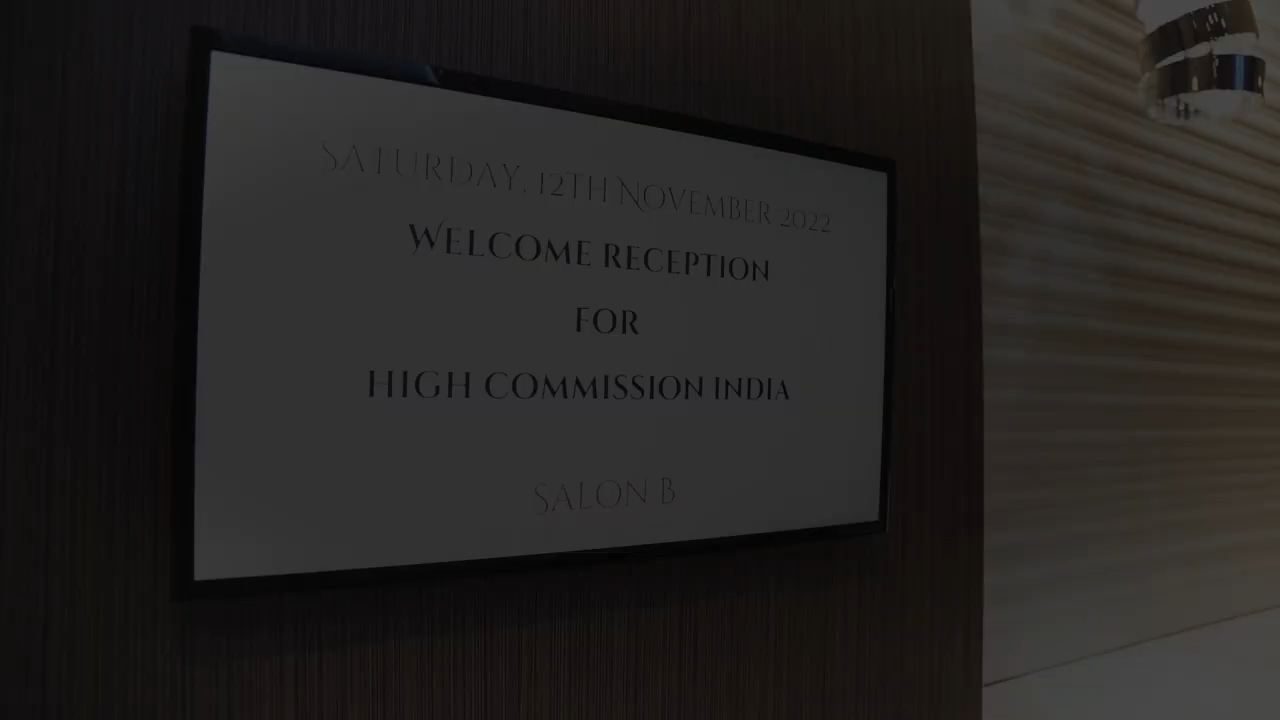 SATURDAY, 12TH NOVEMBER 2022
WELCOME RECEPTION
FOR
HIGH COMMISSION INDIA
SALON B